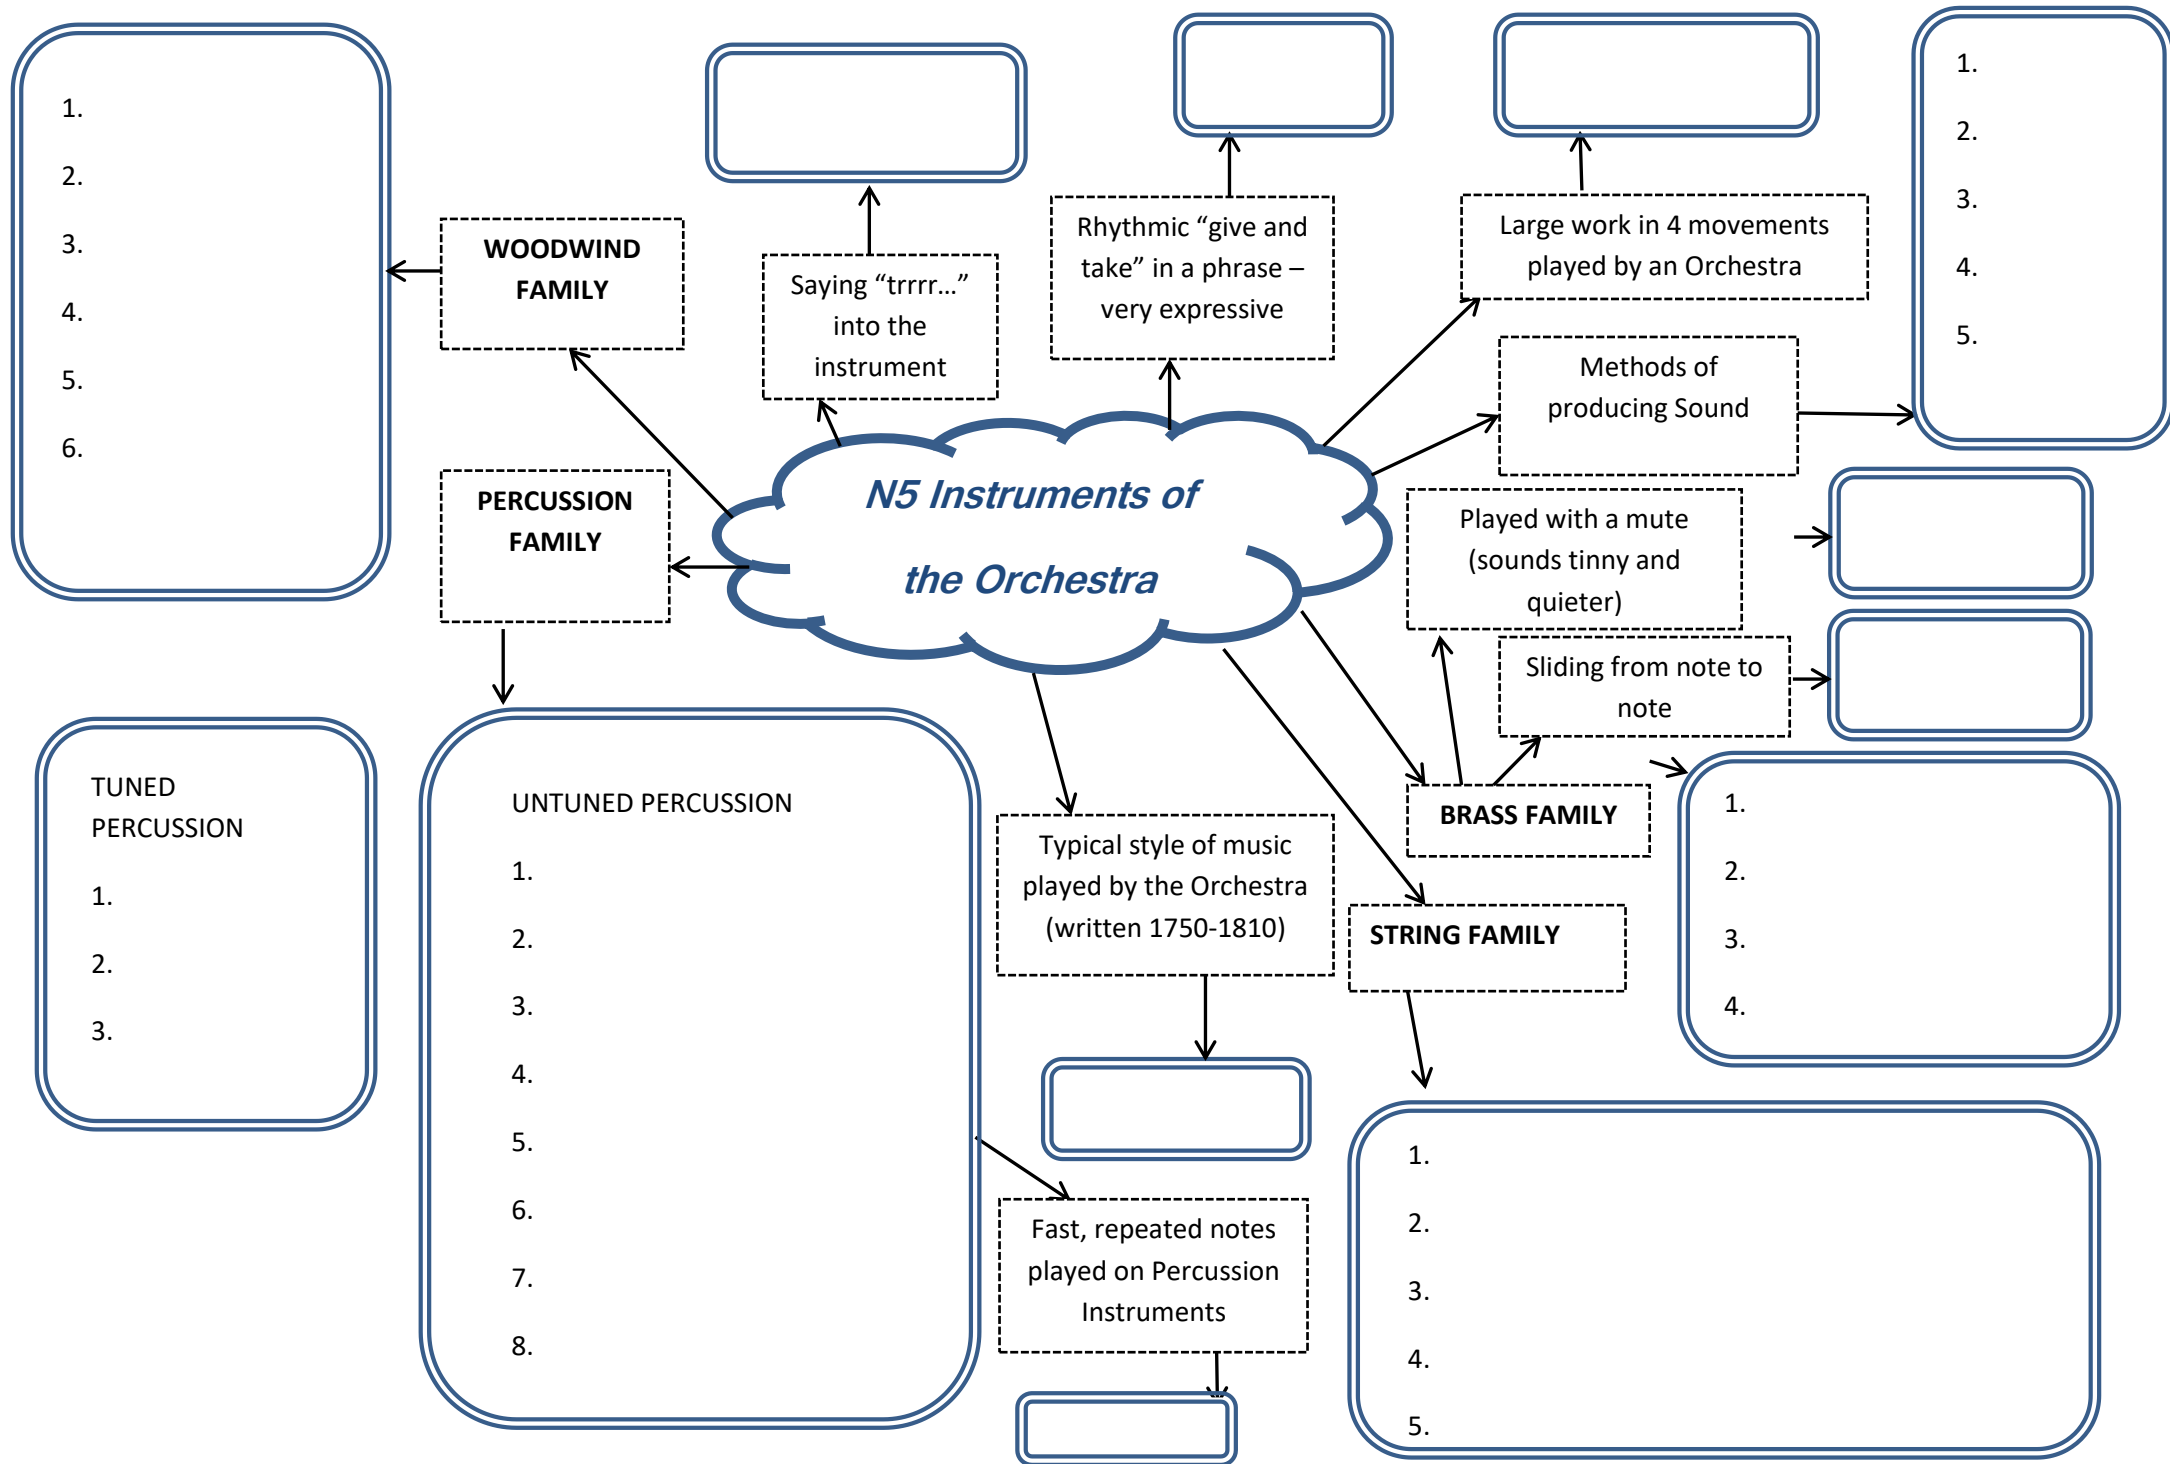 1.
2.
3.
4.
5.
6.
WOODWIND
FAMILY
Saying “trrrr…”
into the
instrument
Rhythmic “give and
take” in a phrase –
very expressive
Large work in 4 movements
played by an Orchestra
Methods of
producing Sound
1.
2.
3.
4.
5.
PERCUSSION
FAMILY
N5 Instruments of
the Orchestra
Played with a mute
(sounds tinny and
quieter)
Sliding from note to
note
TUNED
PERCUSSION
1.
2.
3.
UNTUNED PERCUSSION
1.
2.
3.
4.
5.
6.
7.
8.
Typical style of music
played by the Orchestra
(written 1750-1810)
BRASS FAMILY
1.
2.
3.
4.
STRING FAMILY
Fast, repeated notes
played on Percussion
Instruments
1.
2.
3.
4.
5.